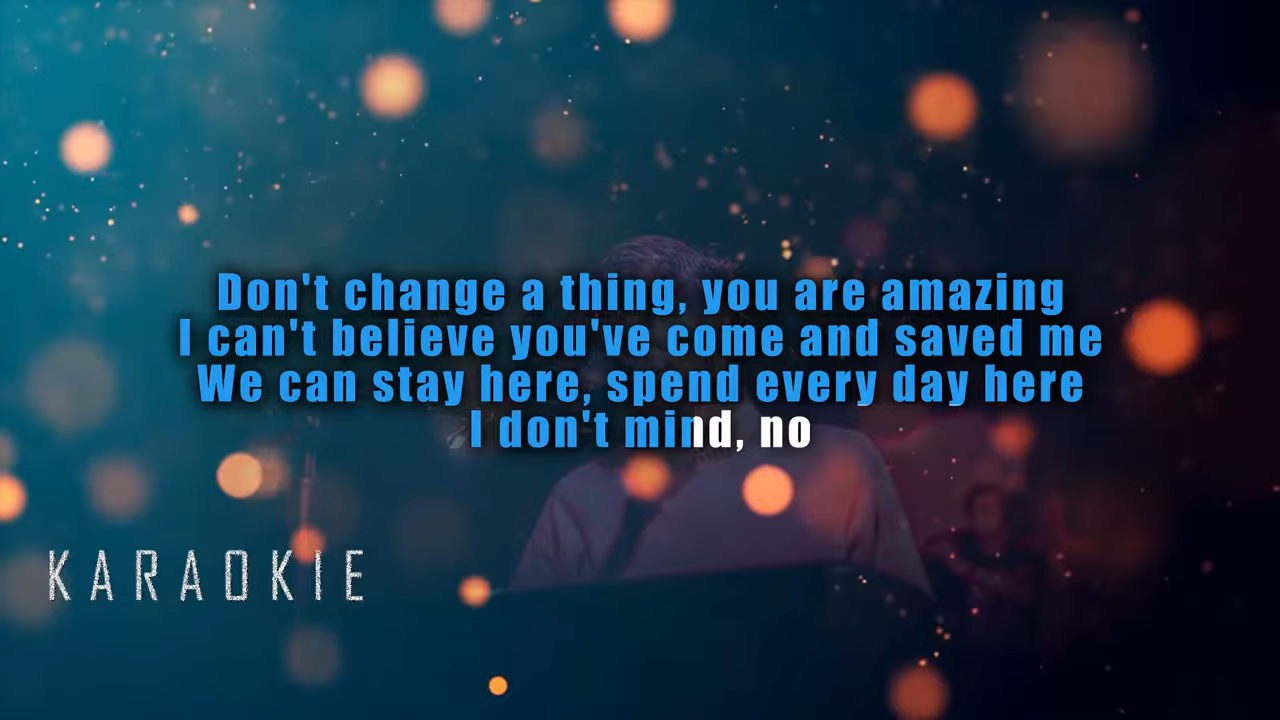 Don't change a thing, you are amazing
I can't believe you've come and saved me
We can stay here, spend every day here
I don't mind, no
KARAOKIE